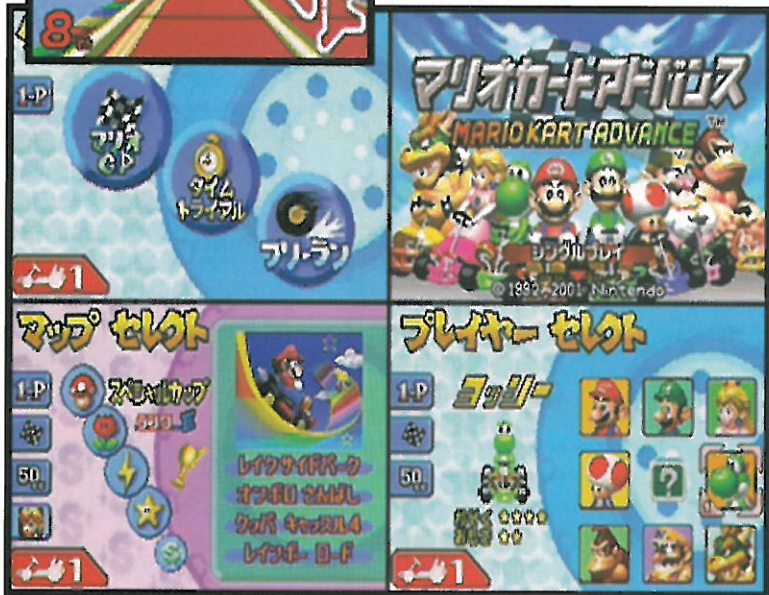 8
1-P
マリオ
GP
タイム
トライアル
フリーラン
1
マリオカートアドバンス
MARIO KART ADVANCE™
シングルプレイ
© 1992, 2001 Nintendo
マップ セレクト
1-P
スペシャルカップ
50cc
レイクサイドパーク
オンボロ さんばし
クッパ キャッスル4
レインボー ロード
1
プレイヤー セレクト
1-P
ヨッシー
50cc
?
1